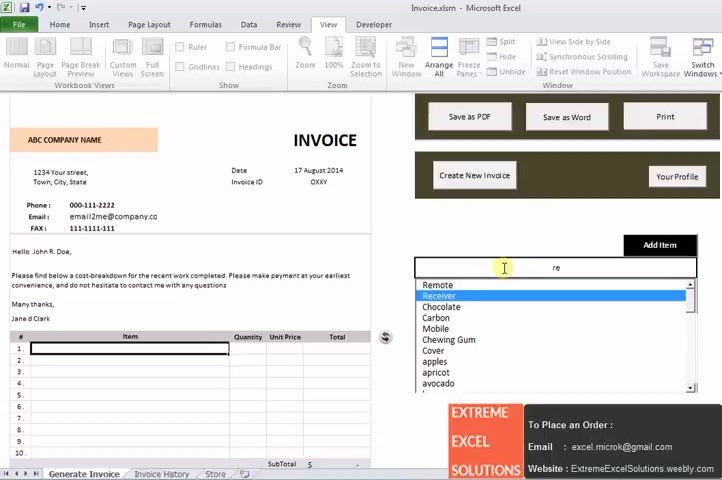 Invoice.xlsm - Microsoft Excel
File Home Insert Page Layout Formulas Data Review View Developer
Normal Page Layout Page Break Preview Custom Views Full Screen
Workbook Views
Ruler Formula Bar
Gridlines Headings
Show
Zoom 100% Zoom to Selection
Zoom
New Window Arrange All Freeze Panes
Split
Hide
Unhide
View Side by Side
Synchronous Scrolling
Reset Window Position
Save Workspace Switch Windows
Window
ABC COMPANY NAME
INVOICE
1234 Your street,
Town, City, State
Date 17 August 2014
Invoice ID OXXY
Phone : 000-111-2222
Email : email2me@company.co
FAX : 111-1111-111
Hello John R. Doe,
Please find below a cost-breakdown for the recent work completed. Please make payment at your earliest
convenience, and do not hesitate to contact me with any questions
Many thanks,
Jane d Clark
# Item Quantity Unit Price Total
1.
2.
3.
4.
5.
6.
7.
8.
9.
10.
SubTotal $ -
Save as PDF Save as Word Print
Create New Invoice Your Profile
Add Item
re
Remote
Receiver
Chocolate
Carbon
Mobile
Chewing Gum
Cover
apples
apricot
avocado
EXTREME
EXCEL
SOLUTIONS
To Place an Order :
Email : excel.microk@gmail.com
Website : ExtremeExcelSolutions.weebly.com
Generate Invoice Invoice History Store